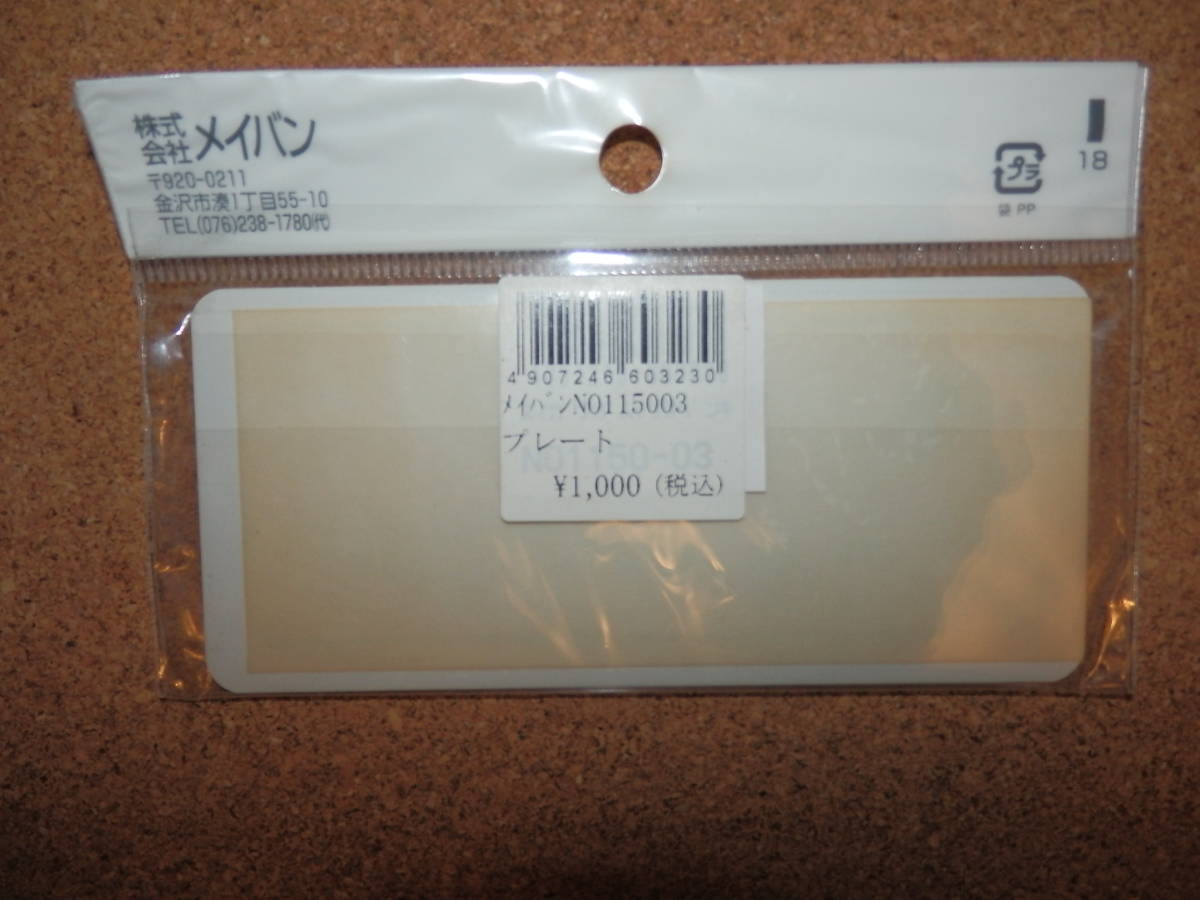 株式会社 メイバン
〒920-0211
金沢市湊1丁目55-10
TEL(076)238-1780㈹
プラ
袋 PP
18
4 907246 603230
ﾒｲﾊﾞﾝN0115003
プレート
N01150-03
¥1,000 (税込)